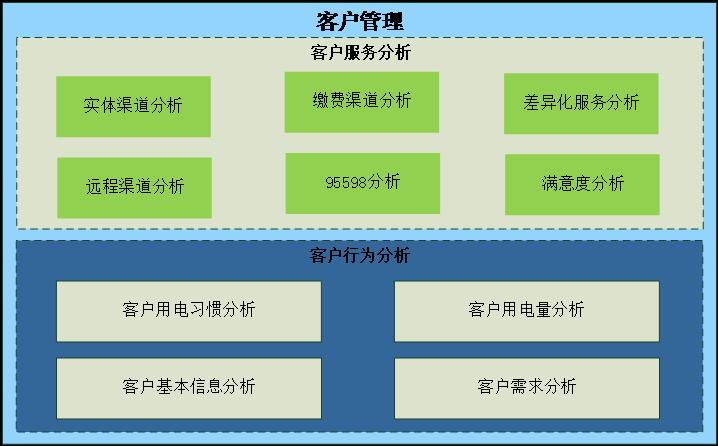 客户管理
客户服务分析
实体渠道分析
缴费渠道分析
差异化服务分析
远程渠道分析
95598分析
满意度分析
客户行为分析
客户用电习惯分析
客户用电量分析
客户基本信息分析
客户需求分析